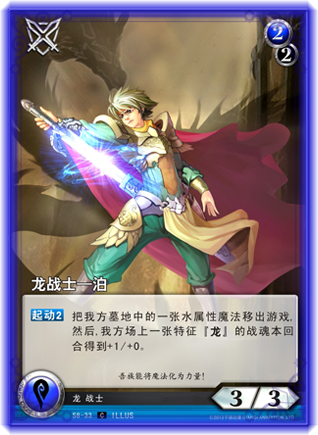 2
2
龙战士—泊
起动2 把我方墓地中的一张水属性魔法移出游戏,
然后,我方场上一张特征『龙』的战魂本回
合得到+1/+0。
吾族能将魔法化为力量!
龙 战士
3/3
S8-33 C ILLUS